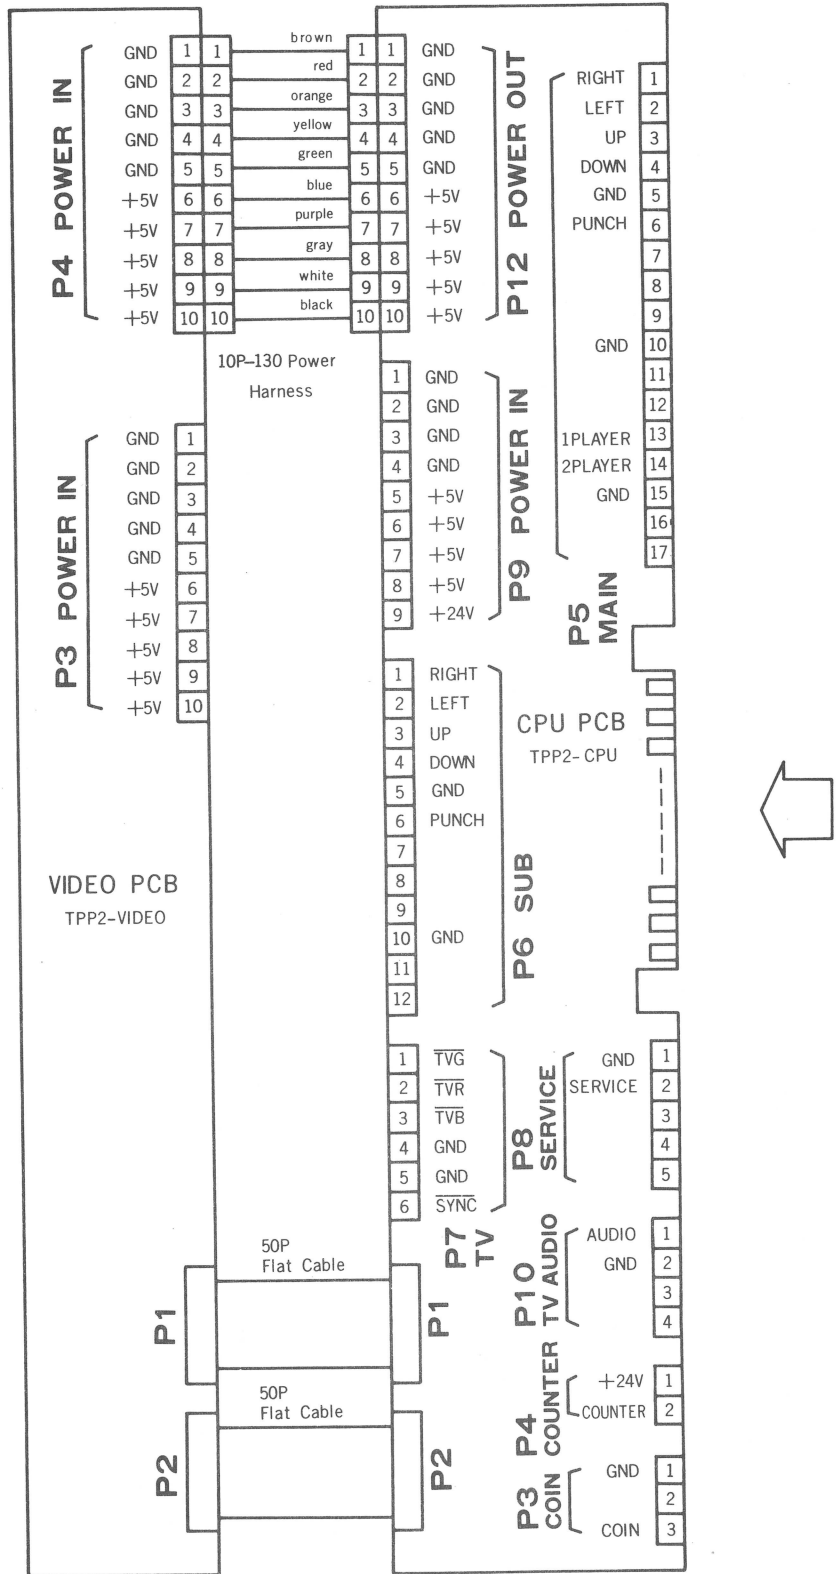 P4 POWER IN
GND 1 1 brown 1 1 GND
GND 2 2 red 2 2 GND
GND 3 3 orange 3 3 GND
GND 4 4 yellow 4 4 GND
GND 5 5 green 5 5 GND
+5V 6 6 blue 6 6 +5V
+5V 7 7 purple 7 7 +5V
+5V 8 8 gray 8 8 +5V
+5V 9 9 white 9 9 +5V
+5V 10 10 black 10 10 +5V
P12 POWER OUT
10P-130 Power
Harness
P3 POWER IN
GND 1
GND 2
GND 3
GND 4
GND 5
+5V 6
+5V 7
+5V 8
+5V 9
+5V 10
VIDEO PCB
TPP2-VIDEO
1 GND
2 GND
3 GND
4 GND
5 +5V
6 +5V
7 +5V
8 +5V
9 +24V
P9 POWER IN
RIGHT 1
LEFT 2
UP 3
DOWN 4
GND 5
PUNCH 6
7
8
9
GND 10
11
12
1PLAYER 13
2PLAYER 14
GND 15
16
17
P5
MAIN
1 RIGHT
2 LEFT
3 UP
4 DOWN
5 GND
6 PUNCH
7
8
9
10 GND
11
12
P6 SUB
CPU PCB
TPP2-CPU
1 TVG
2 TVR
3 TVB
4 GND
5 GND
6 SYNC
P7
TV
P8
SERVICE
GND 1
SERVICE 2
3
4
5
P10
TV AUDIO
AUDIO 1
GND 2
3
4
P4
COUNTER
+24V 1
COUNTER 2
P3
COIN
GND 1
2
COIN 3
50P
Flat Cable
P1
P1
50P
Flat Cable
P2
P2